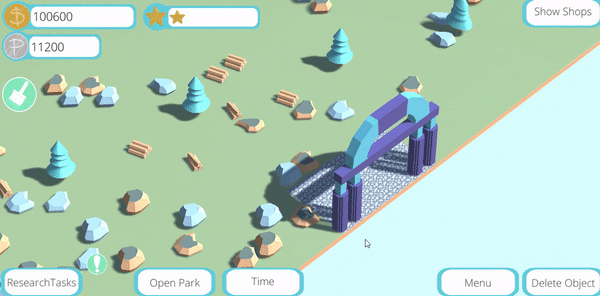 100600
Show Shops
11200
ResearchTasks
Open Park
Time
Menu
Delete Object